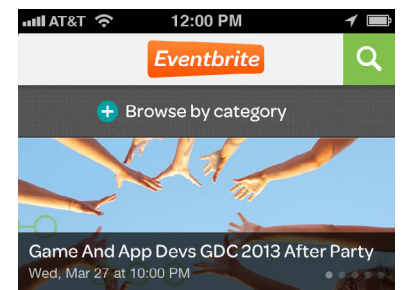 AT&T 12:00 PM
Eventbrite
Browse by category
Game And App Devs GDC 2013 After Party
Wed, Mar 27 at 10:00 PM